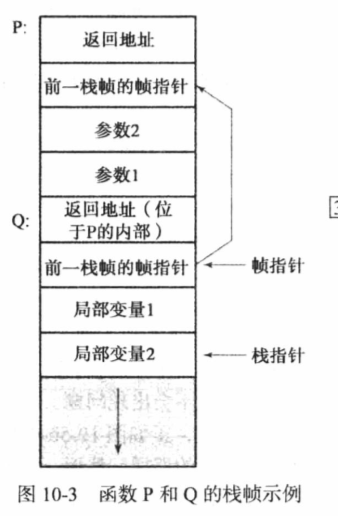 P:
返回地址
前一栈帧的帧指针
参数2
参数1
Q:
返回地址（位
于P的内部）
前一栈帧的帧指针
帧指针
局部变量1
局部变量2
栈指针
图 10-3 函数 P 和 Q 的栈帧示例